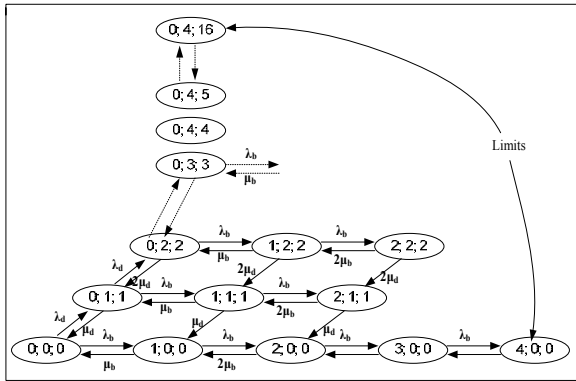 0; 4; 16
0; 4; 5
0; 4; 4
Limits
0; 3; 3 λb
μb
λb λb
0; 2; 2 1; 2; 2 2; 2; 2
μb 2μb
λd 2μd λb 2μd λb 2μd
0; 1; 1 1; 1; 1 2; 1; 1
μb 2μb
λd μd λb μd λb μd λb λb
0; 0; 0 1; 0; 0 2; 0; 0 3; 0; 0 4; 0; 0
μb 2μb